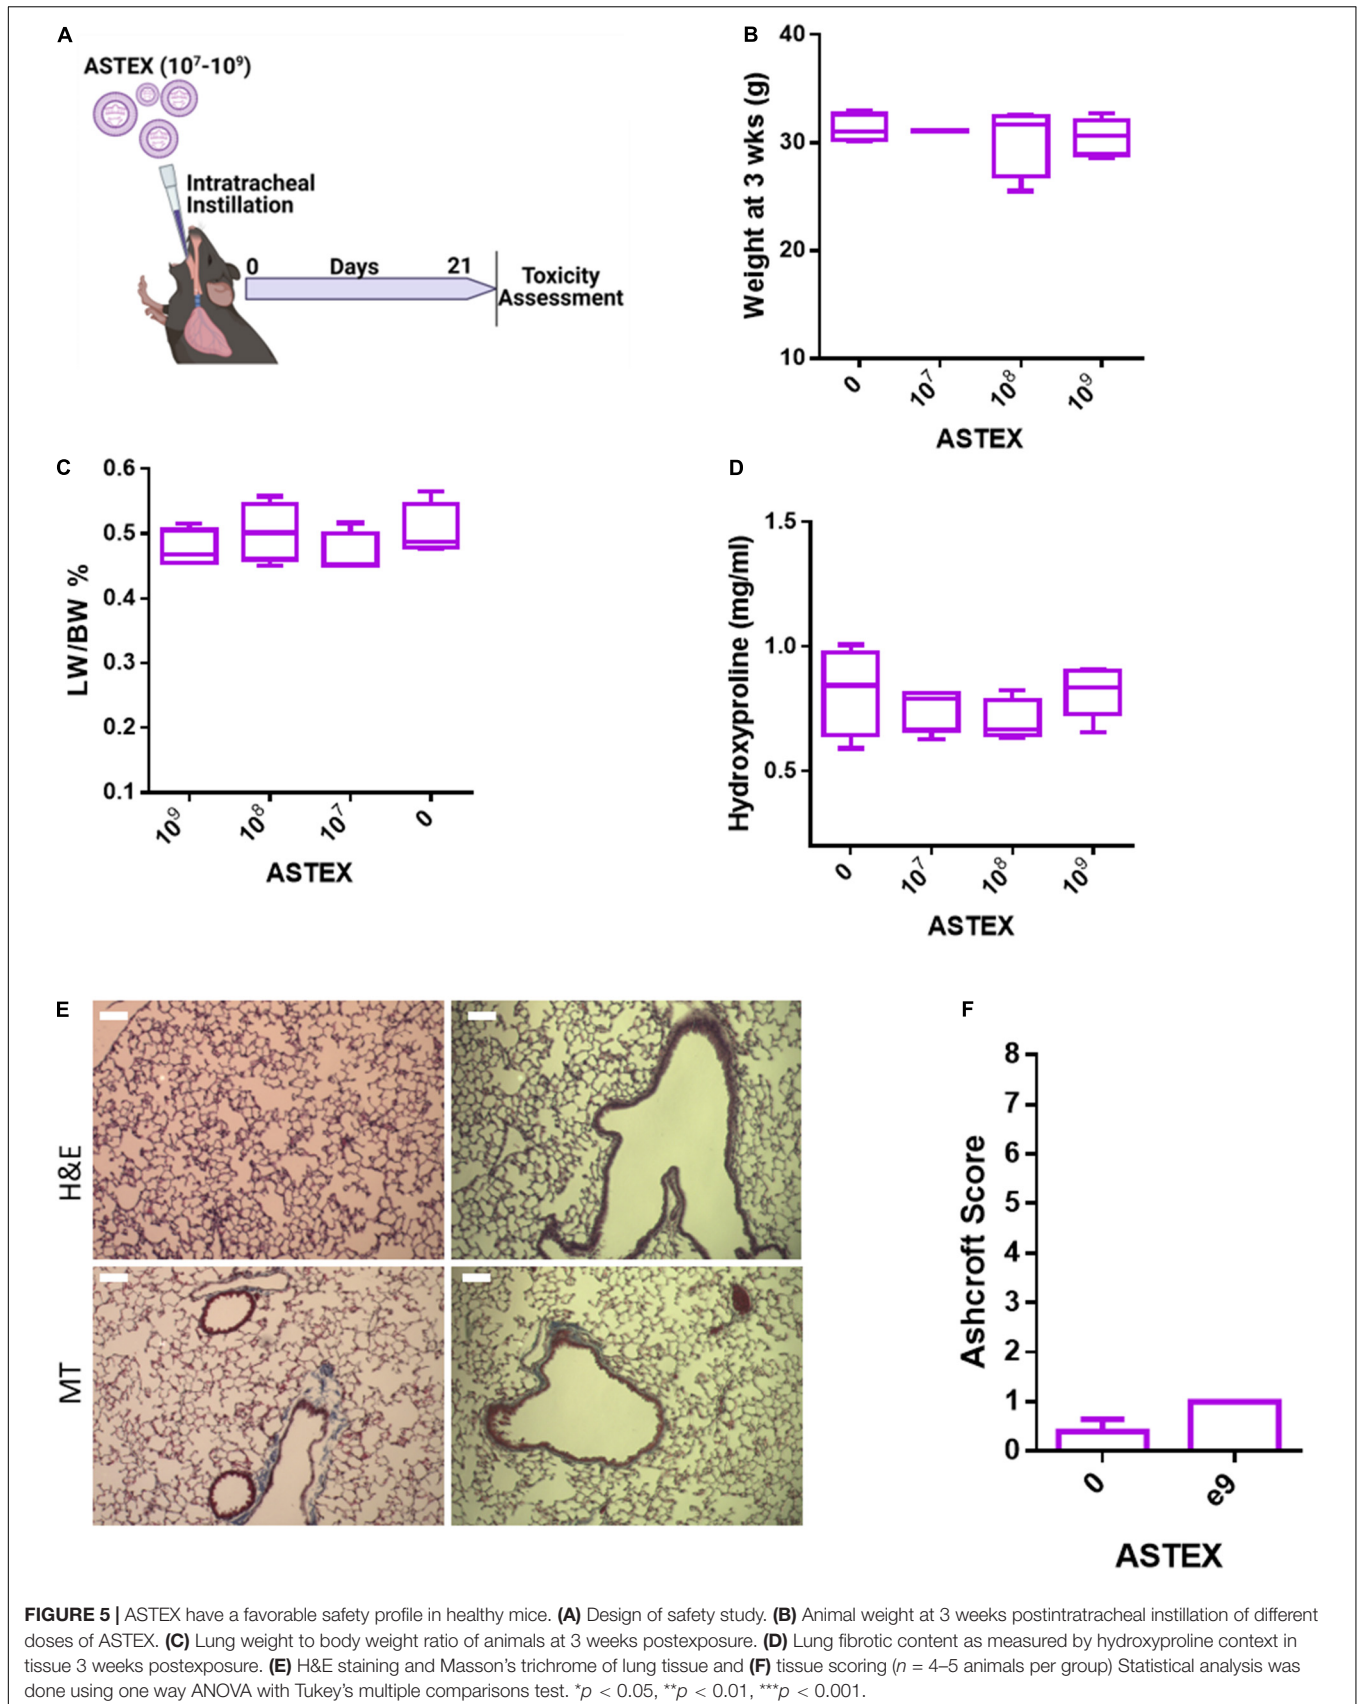 A
ASTEX (10⁷-10⁹)
Intratracheal
Instillation
0 Days 21
Toxicity
Assessment
B
Weight at 3 wks (g)
40
30
20
10
0 10⁷ 10⁸ 10⁹
ASTEX
C
LW/BW %
0.6
0.5
0.4
0.3
0.2
0.1
10⁹ 10⁸ 10⁷ 0
ASTEX
D
Hydroxyproline (mg/ml)
1.5
1.0
0.5
0 10⁷ 10⁸ 10⁹
ASTEX
E
H&E
MT
F
Ashcroft Score
8
7
6
5
4
3
2
1
0
0 e9
ASTEX
FIGURE 5 | ASTEX have a favorable safety profile in healthy mice. (A) Design of safety study. (B) Animal weight at 3 weeks postintratracheal instillation of different
doses of ASTEX. (C) Lung weight to body weight ratio of animals at 3 weeks postexposure. (D) Lung fibrotic content as measured by hydroxyproline context in
tissue 3 weeks postexposure. (E) H&E staining and Masson's trichrome of lung tissue and (F) tissue scoring (n = 4–5 animals per group) Statistical analysis was
done using one way ANOVA with Tukey's multiple comparisons test. *p < 0.05, **p < 0.01, ***p < 0.001.